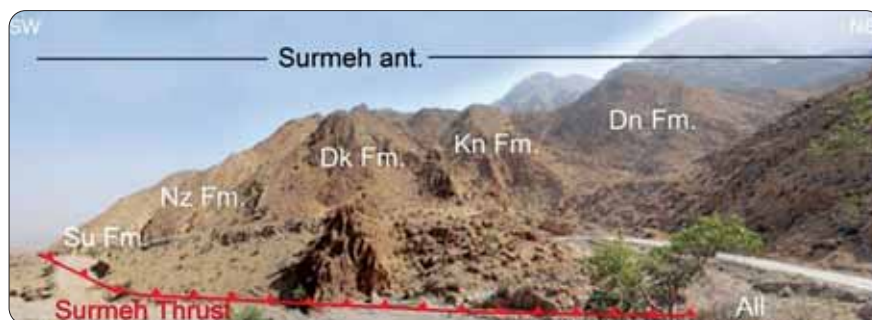 SW
NE
Surmeh ant.
Dn Fm.
Kn Fm.
Dk Fm.
Nz Fm.
Su Fm.
Surmeh Thrust
All